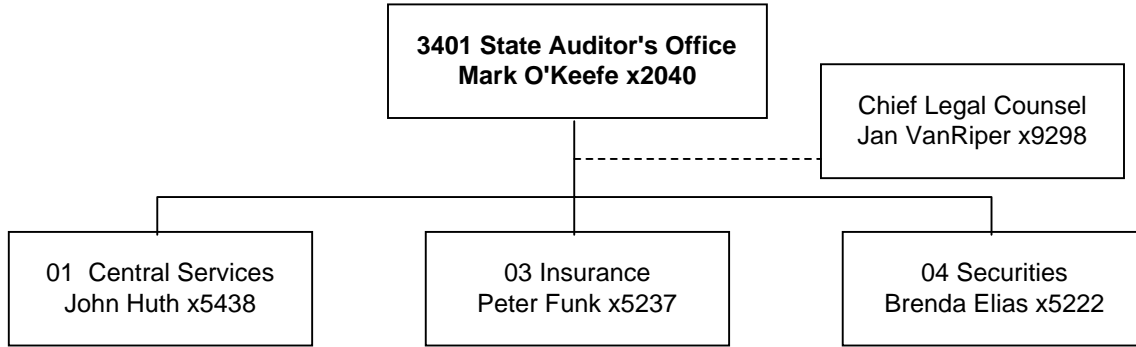 3401 State Auditor's Office
Mark O'Keefe x2040
Chief Legal Counsel
Jan VanRiper x9298
01 Central Services
John Huth x5438
03 Insurance
Peter Funk x5237
04 Securities
Brenda Elias x5222